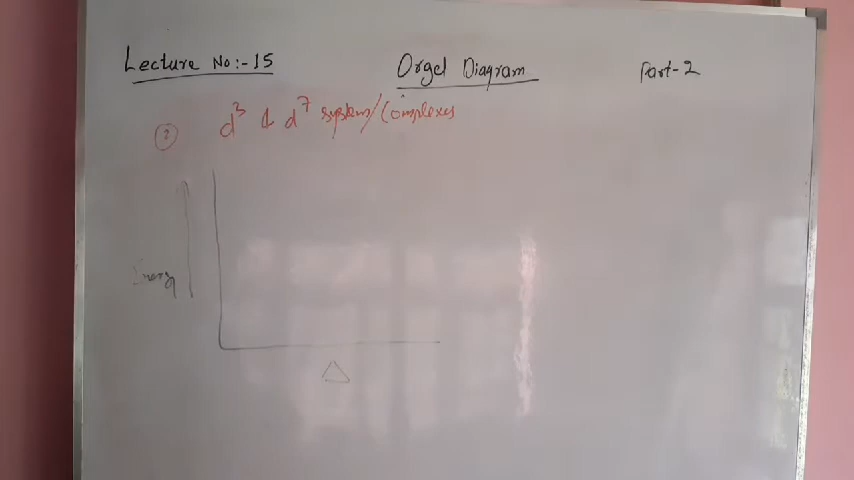 Lecture No:-15 Orgel Diagram Part-2
② d³ & d⁷ systems/Complexes
Energy
Δ